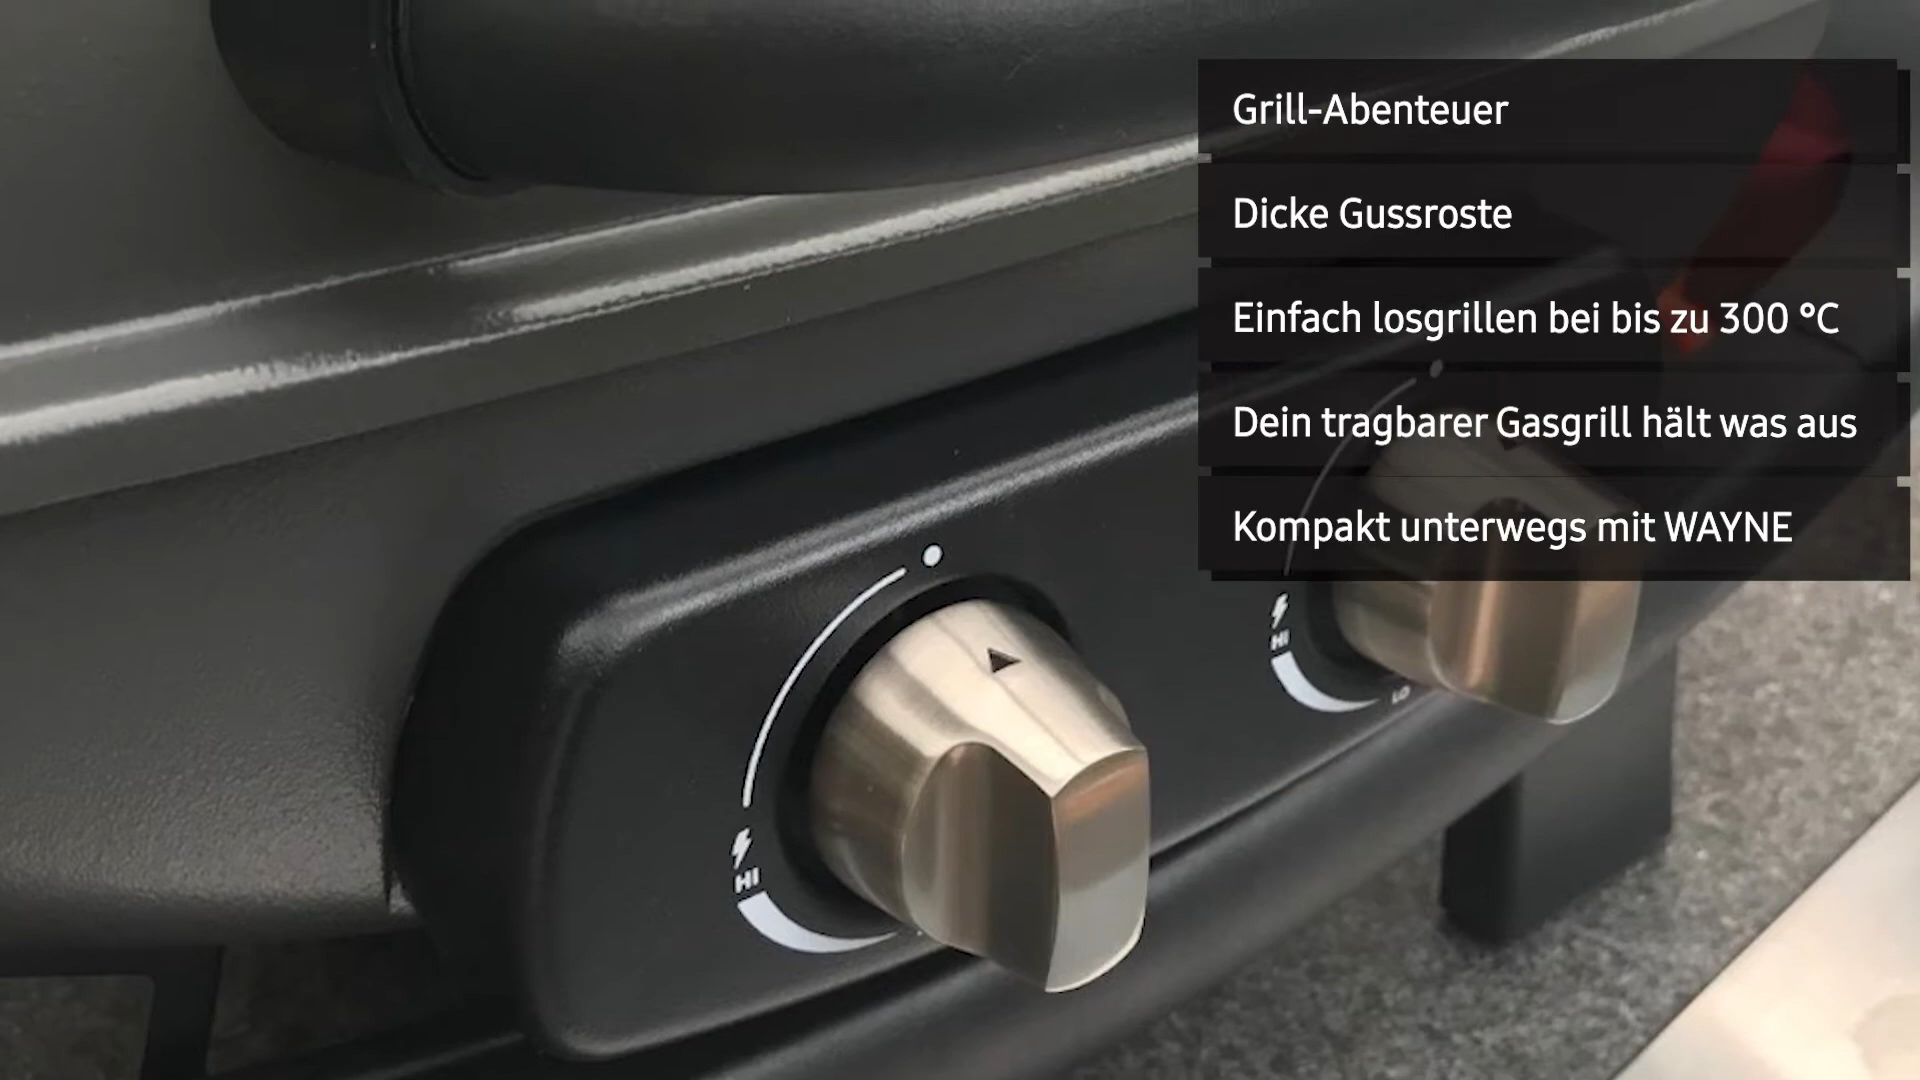 Grill-Abenteuer
Dicke Gussroste
Einfach losgrillen bei bis zu 300 °C
Dein tragbarer Gasgrill hält was aus
Kompakt unterwegs mit WAYNE
HI
HI
LO